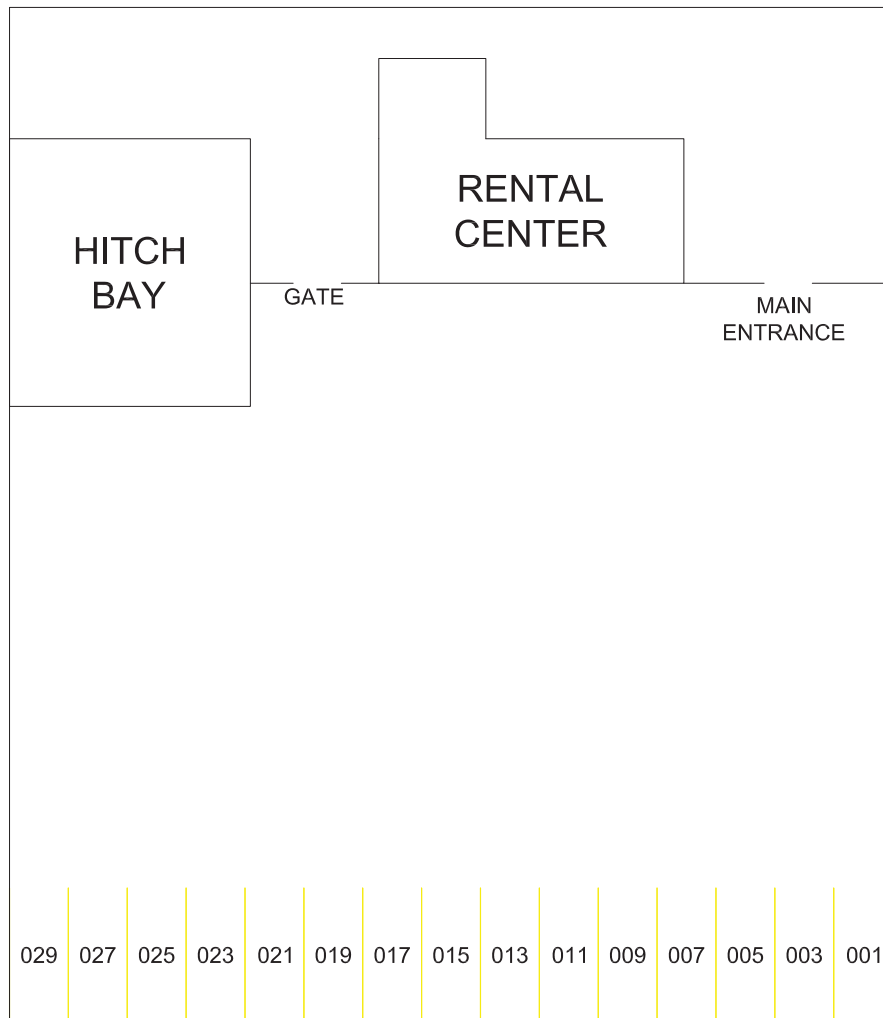 RENTAL
CENTER
HITCH
BAY
GATE
MAIN
ENTRANCE
029 027 025 023 021 019 017 015 013 011 009 007 005 003 001